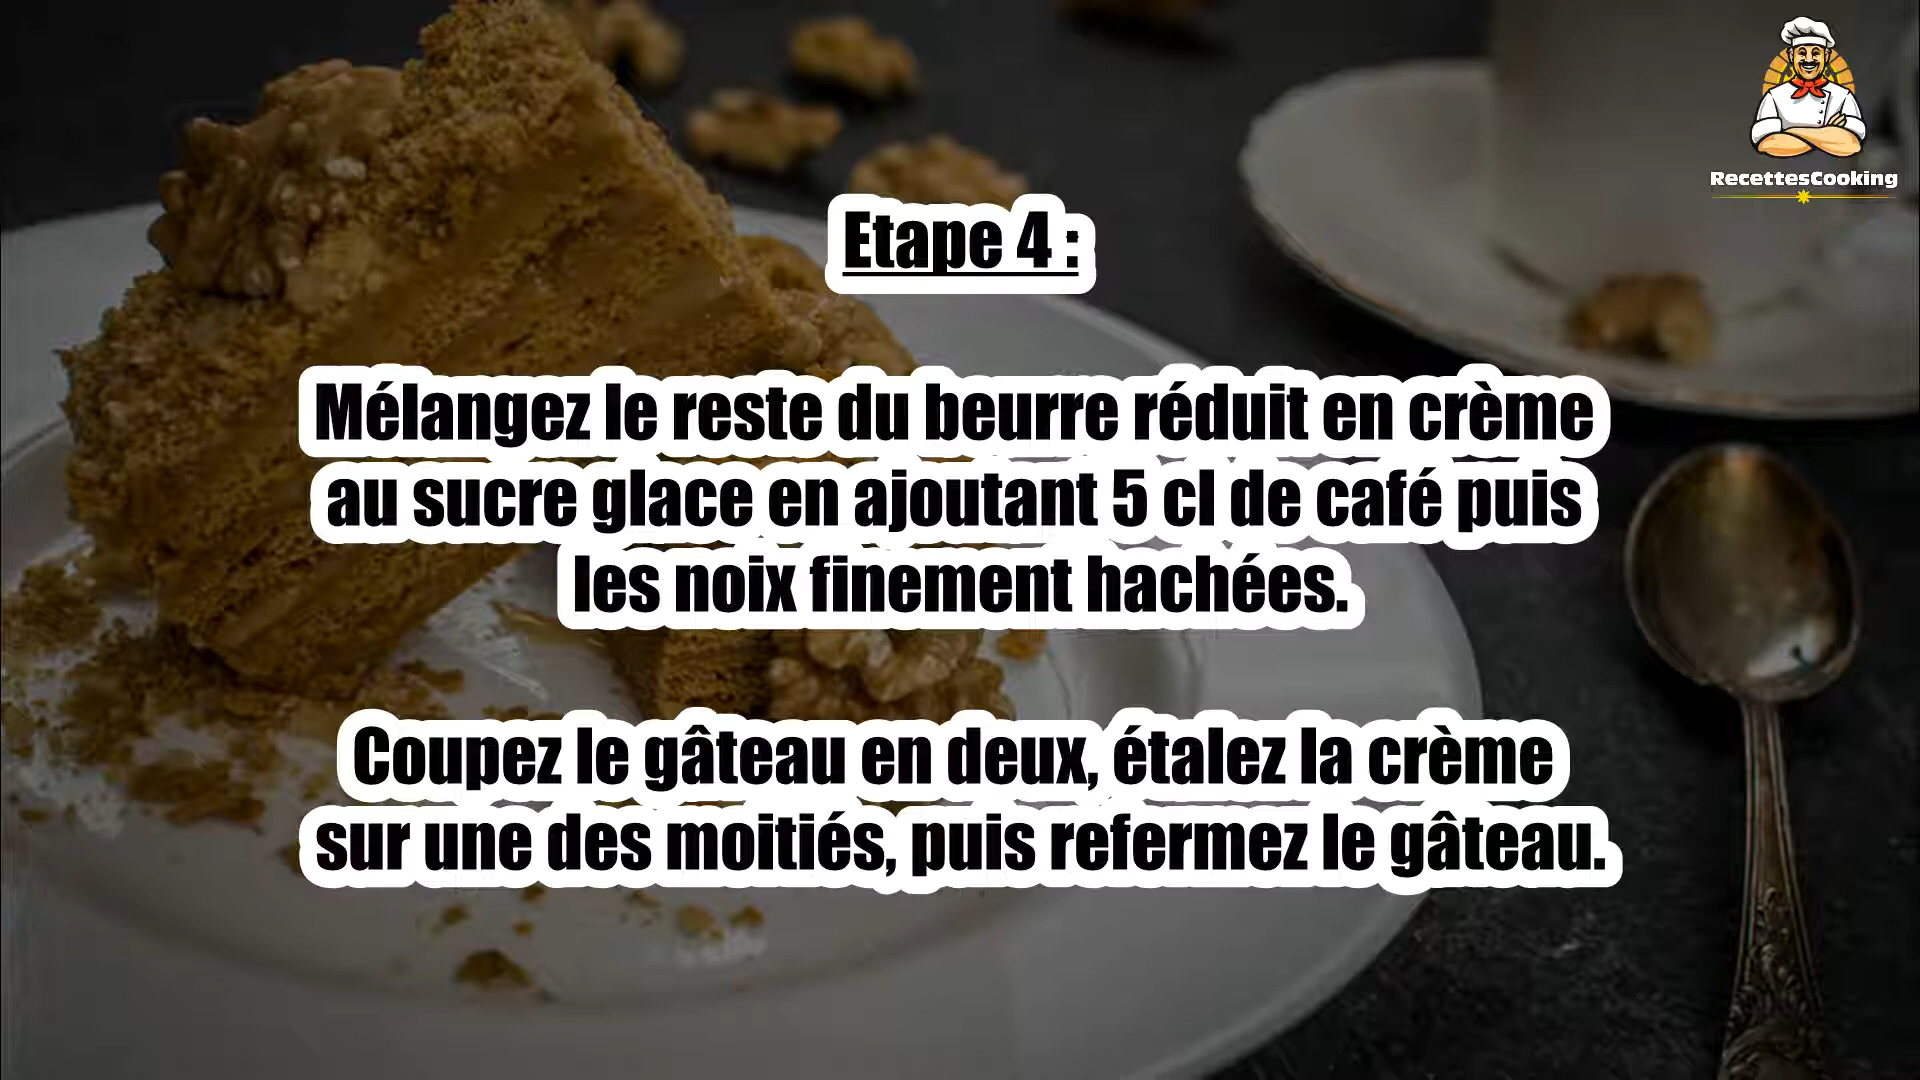 RecettesCooking
Etape 4 :
Mélangez le reste du beurre réduit en crème
au sucre glace en ajoutant 5 cl de café puis
les noix finement hachées.
Coupez le gâteau en deux, étalez la crème
sur une des moitiés, puis refermez le gâteau.